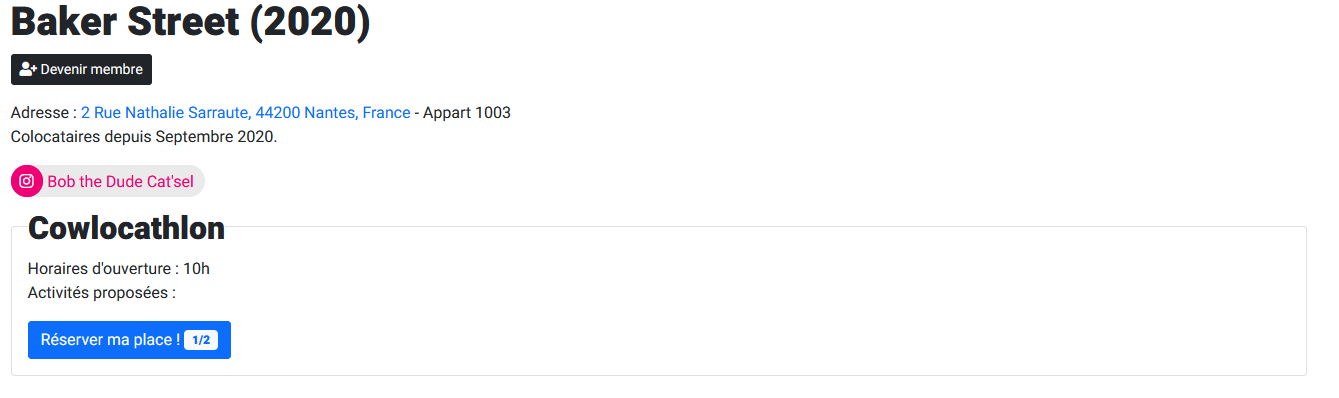 Baker Street (2020)
Devenir membre
Adresse : 2 Rue Nathalie Sarraute, 44200 Nantes, France - Appart 1003
Colocataires depuis Septembre 2020.
Bob the Dude Cat'sel
Cowlocathlon
Horaires d'ouverture : 10h
Activités proposées :
Réserver ma place ! 1/2